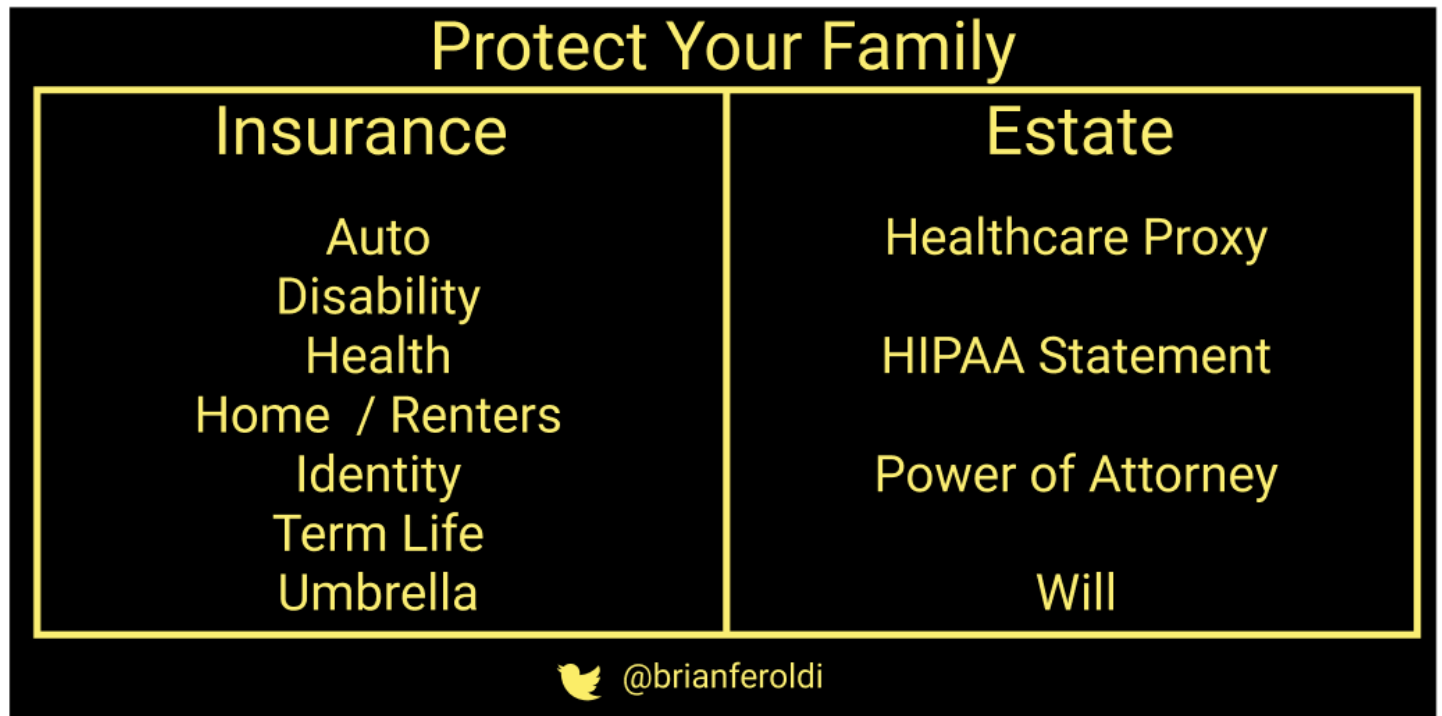 Protect Your Family
Insurance
Auto
Disability
Health
Home / Renters
Identity
Term Life
Umbrella
Estate
Healthcare Proxy
HIPAA Statement
Power of Attorney
Will
@brianferoldi